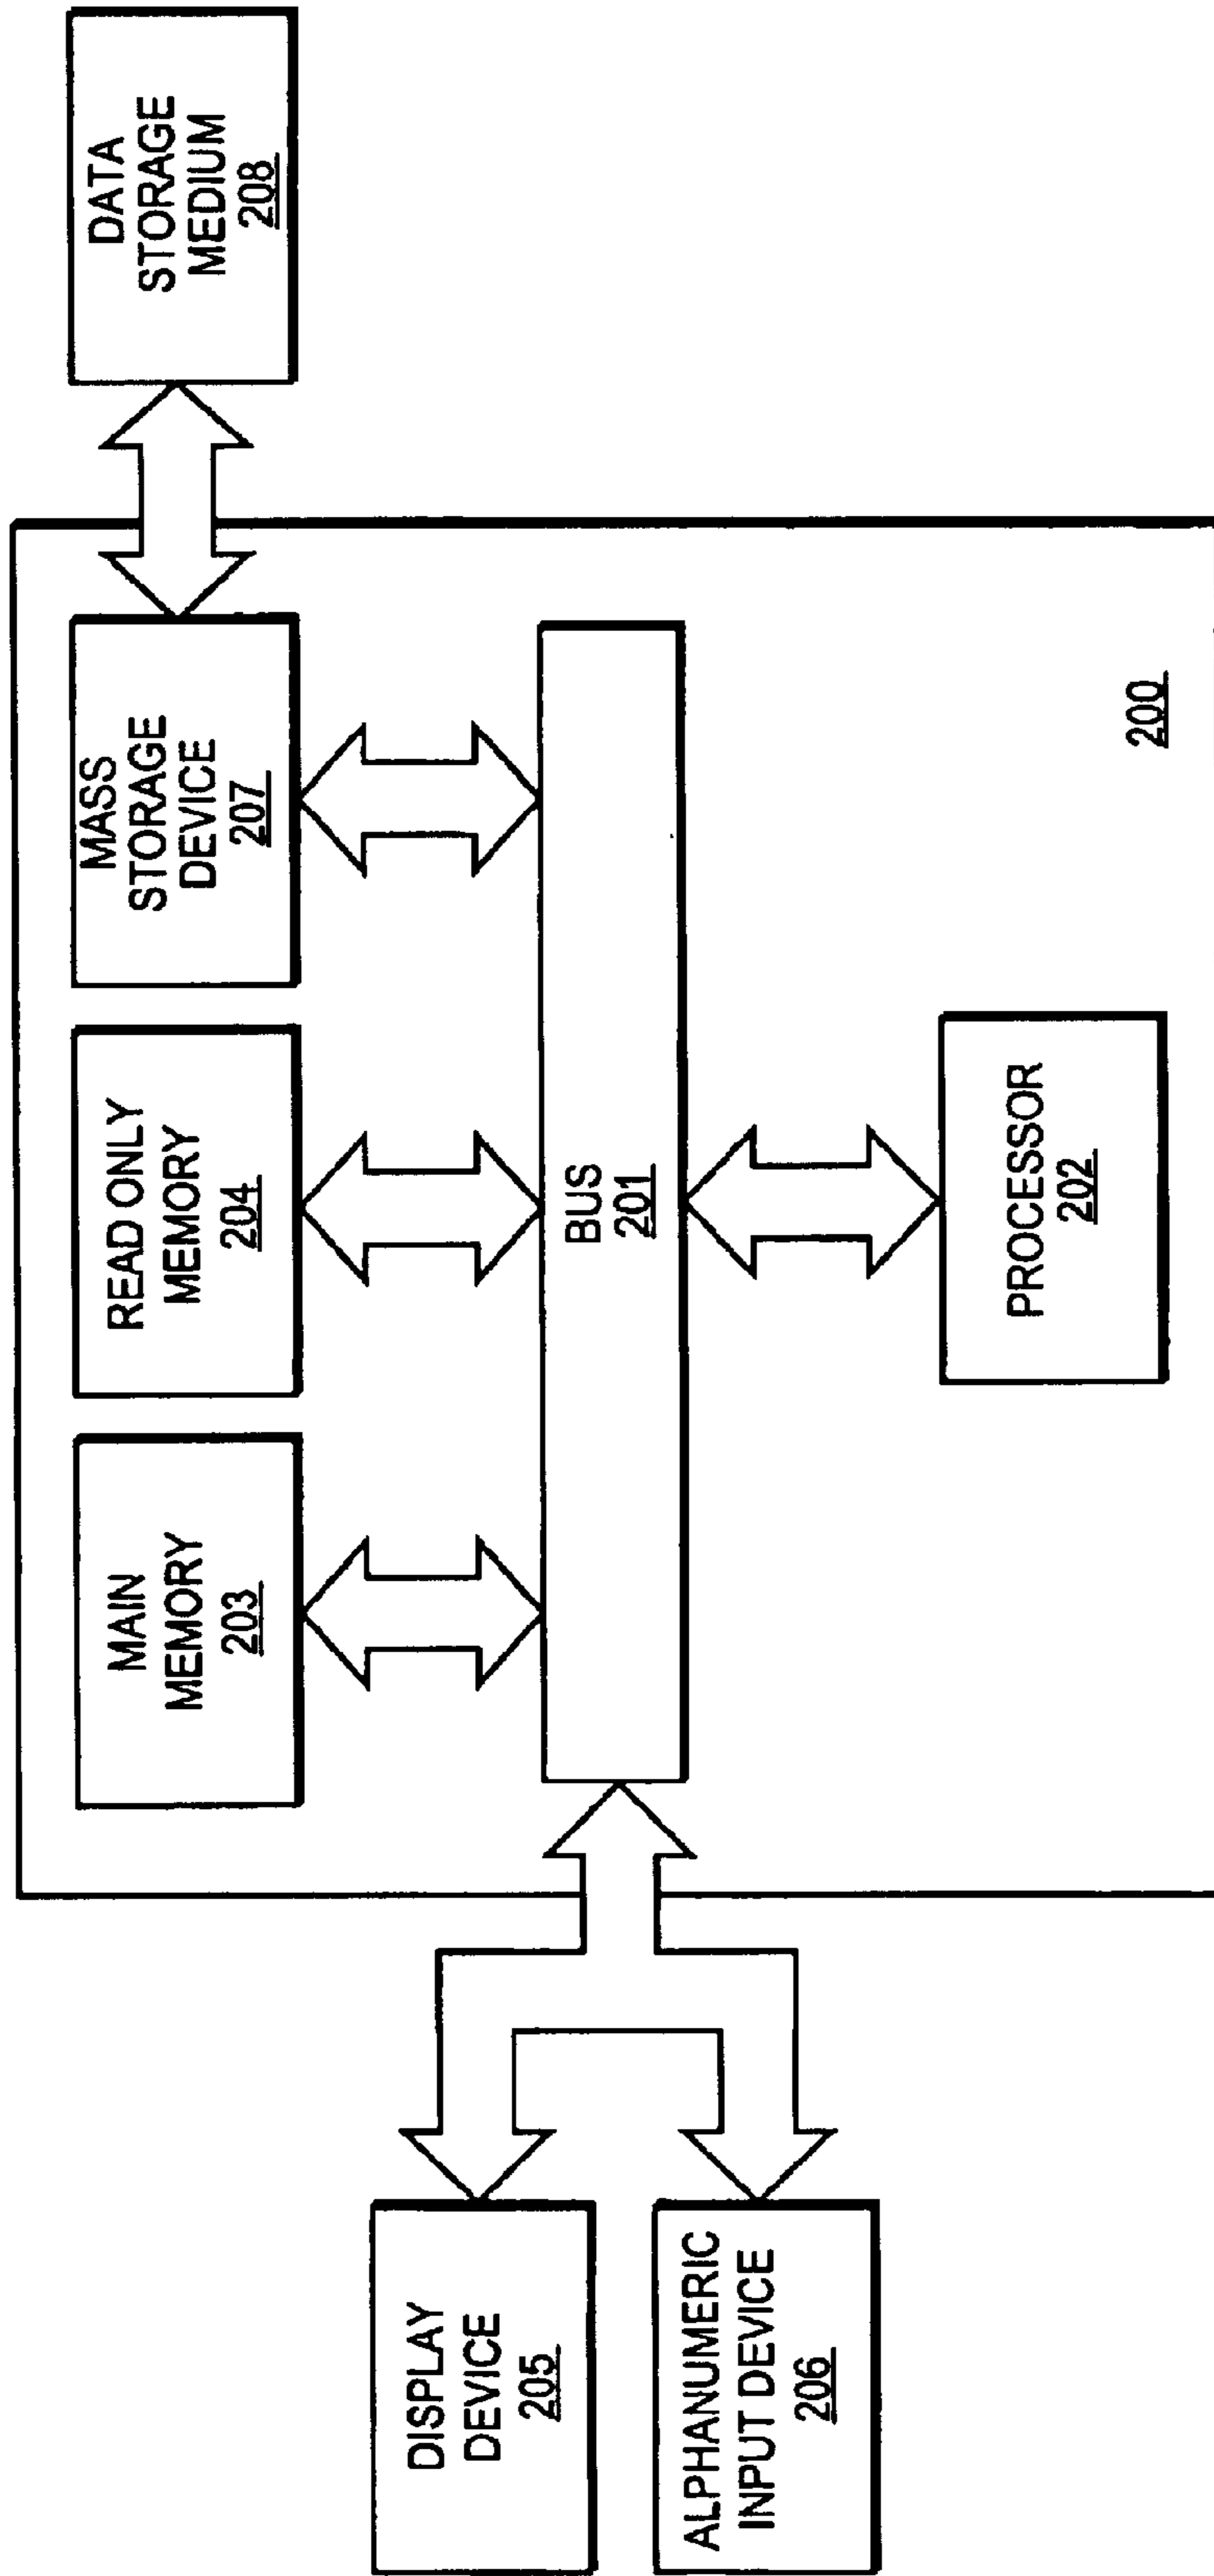 MAIN
MEMORY
203
READ ONLY
MEMORY
204
MASS
STORAGE
DEVICE
207
DATA
STORAGE
MEDIUM
208
DISPLAY
DEVICE
205
ALPHANUMERIC
INPUT DEVICE
206
BUS
201
PROCESSOR
202
200